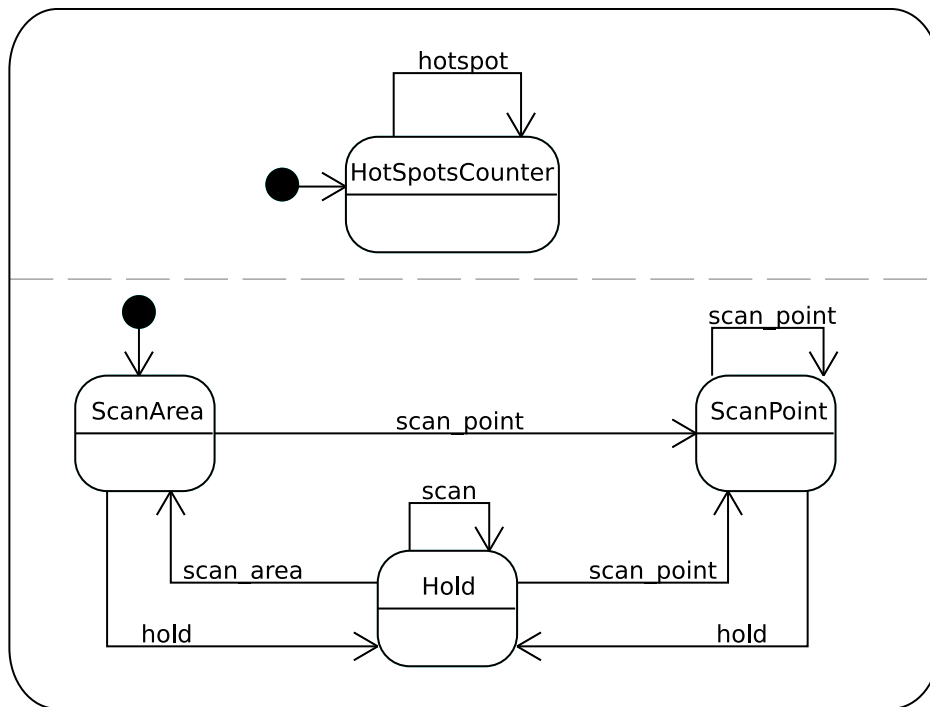 hotspot
HotSpotsCounter
scan_point
ScanArea
ScanPoint
scan_point
scan
scan_area
Hold
scan_point
hold
hold